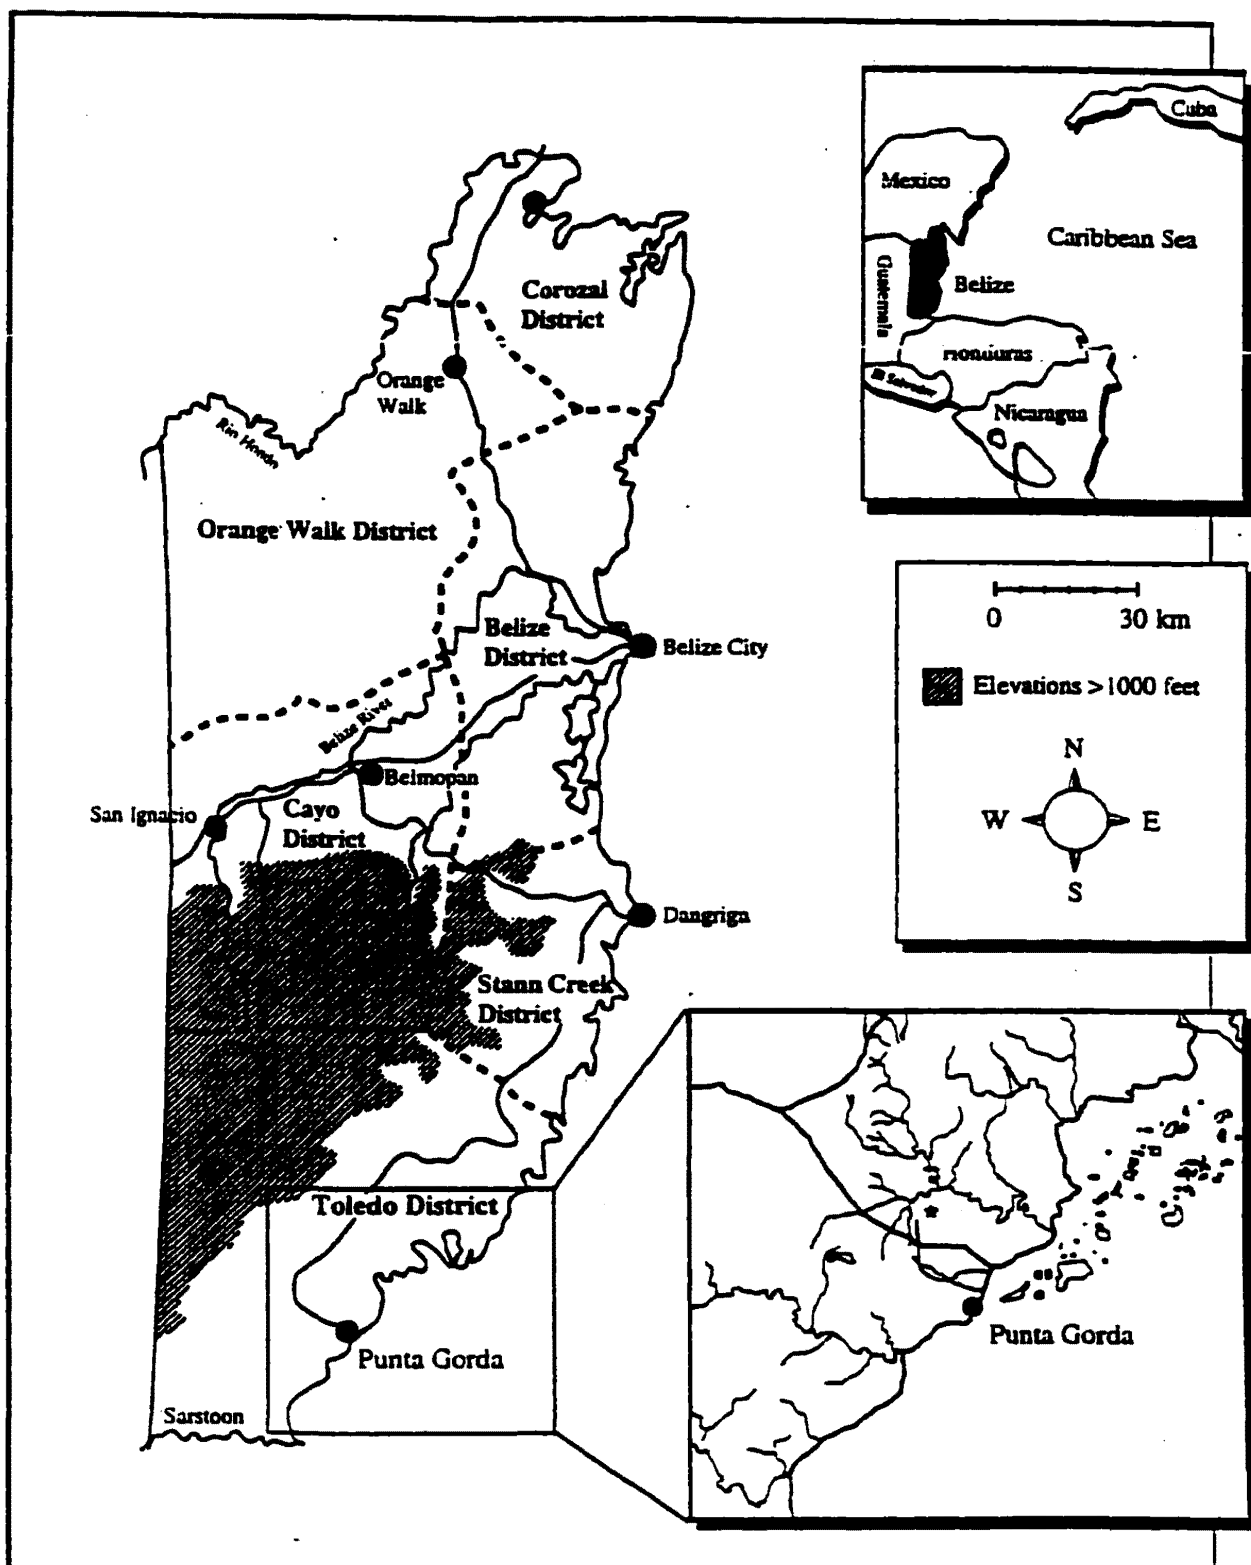 Cuba
Mexico
Caribbean Sea
Guatemala
Belize
Honduras
El Salvador
Nicaragua
Corozal
District
Orange
Walk
Rio Hondo
Orange Walk District
0 30 km
Elevations >1000 feet
N
W E
S
Belize
District
Belize City
Belize River
Belmopan
San Ignacio
Cayo
District
Dangriga
Stann Creek
District
Toledo District
Punta Gorda
Sarstoon
*
Punta Gorda